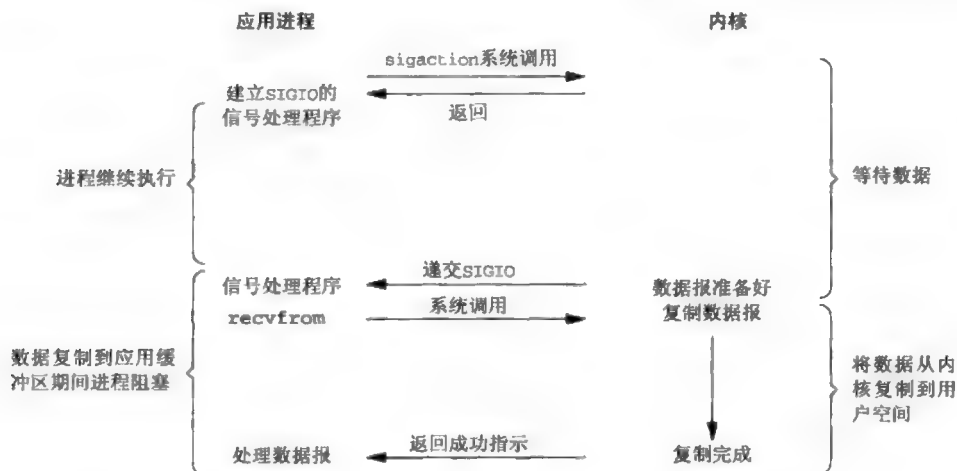 应用进程
内核
sigaction系统调用
建立SIGIO的
信号处理程序
返回
进程继续执行
等待数据
递交SIGIO
信号处理程序
数据报准备好
系统调用
recvfrom
复制数据报
数据复制到应用缓
冲区期间进程阻塞
将数据从内
核复制到用
户空间
返回成功指示
处理数据报
复制完成